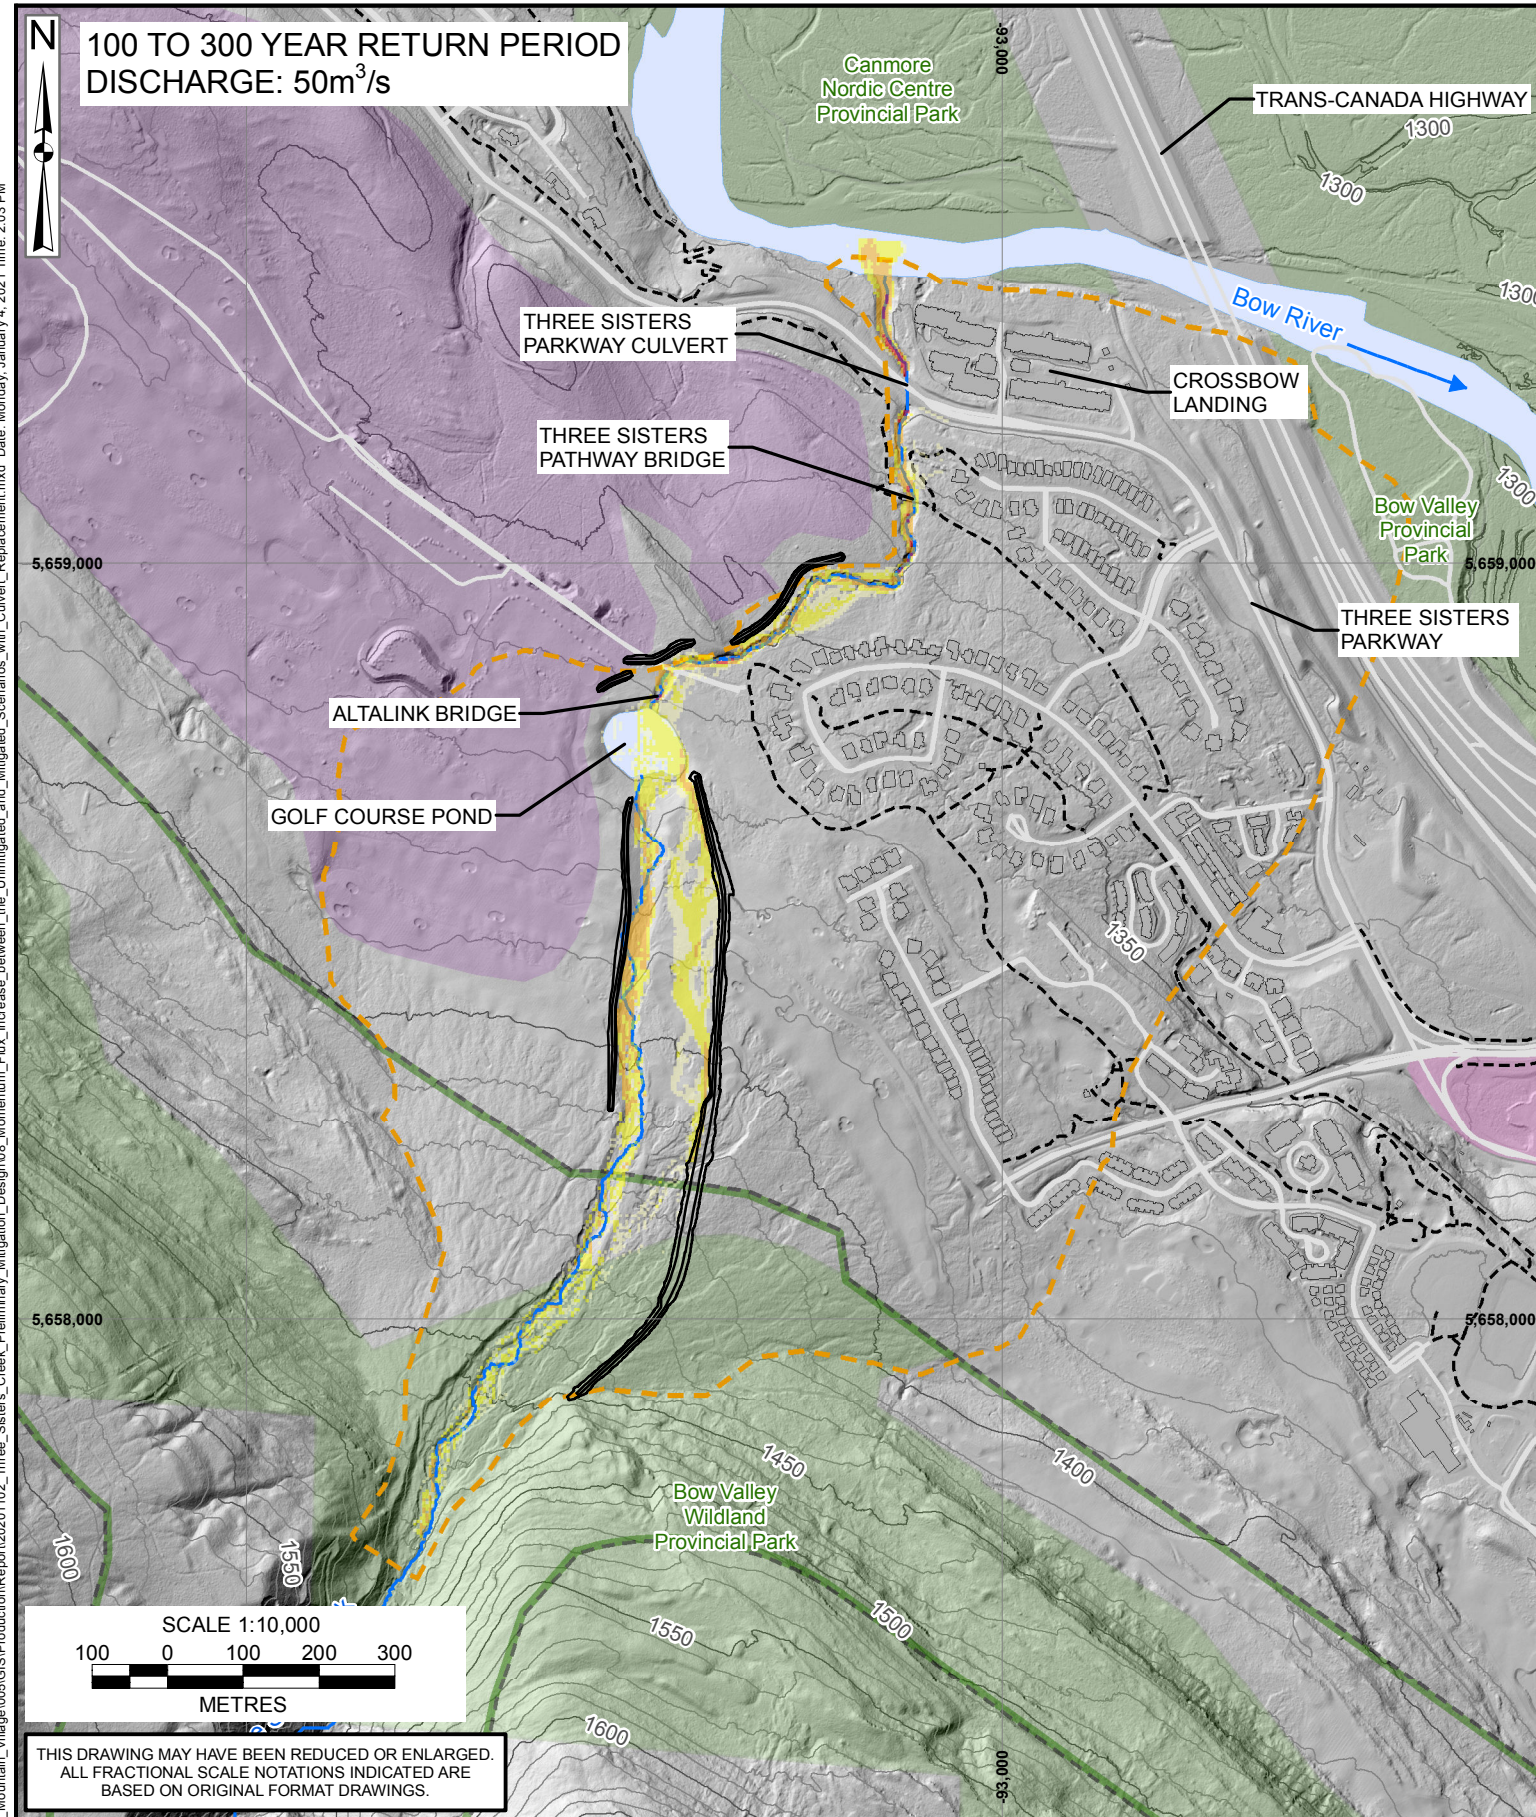 N
100 TO 300 YEAR RETURN PERIOD
DISCHARGE: 50m³/s
-93,000
Canmore
Nordic Centre
Provincial Park
TRANS-CANADA HIGHWAY
1300
1300
1300
Bow River
THREE SISTERS
PARKWAY CULVERT
CROSSBOW
LANDING
THREE SISTERS
PATHWAY BRIDGE
1300
Bow Valley
Provincial
Park
5,659,000
5,659,000
THREE SISTERS
PARKWAY
ALTALINK BRIDGE
GOLF COURSE POND
1350
5,658,000
5,658,000
1450
1400
Bow Valley
Wildland
Provincial Park
1600
1550
1500
1550
1600
-93,000
SCALE 1:10,000
100 0 100 200 300
METRES
THIS DRAWING MAY HAVE BEEN REDUCED OR ENLARGED.
ALL FRACTIONAL SCALE NOTATIONS INDICATED ARE
BASED ON ORIGINAL FORMAT DRAWINGS.